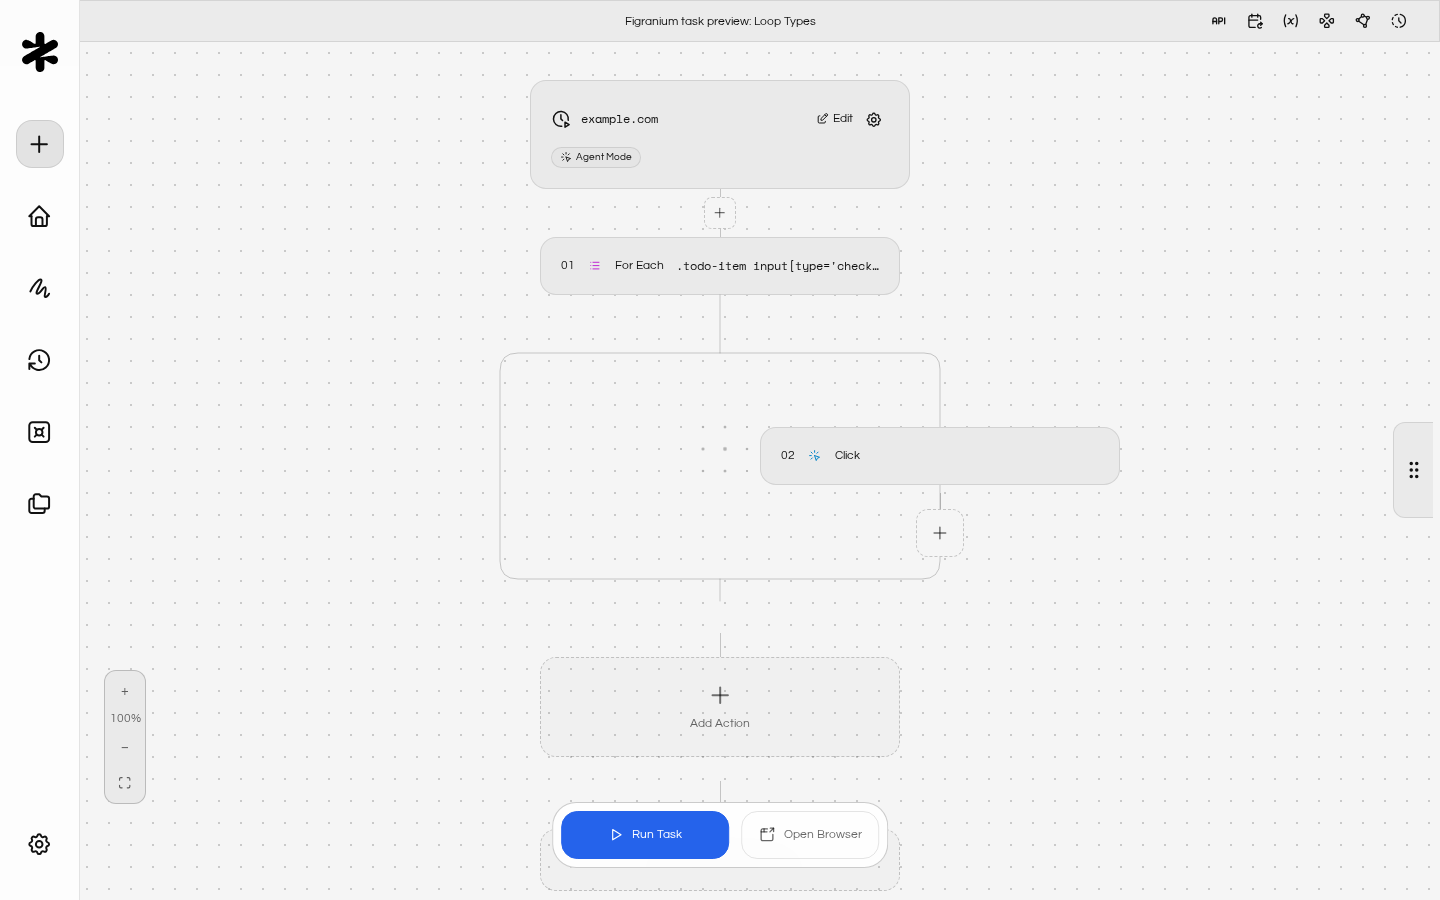 Figranium task preview: Loop Types
API
example.com
Edit
Agent Mode
01 For Each .todo-item input[type='check…
02 Click
100%
Add Action
Run Task
Open Browser